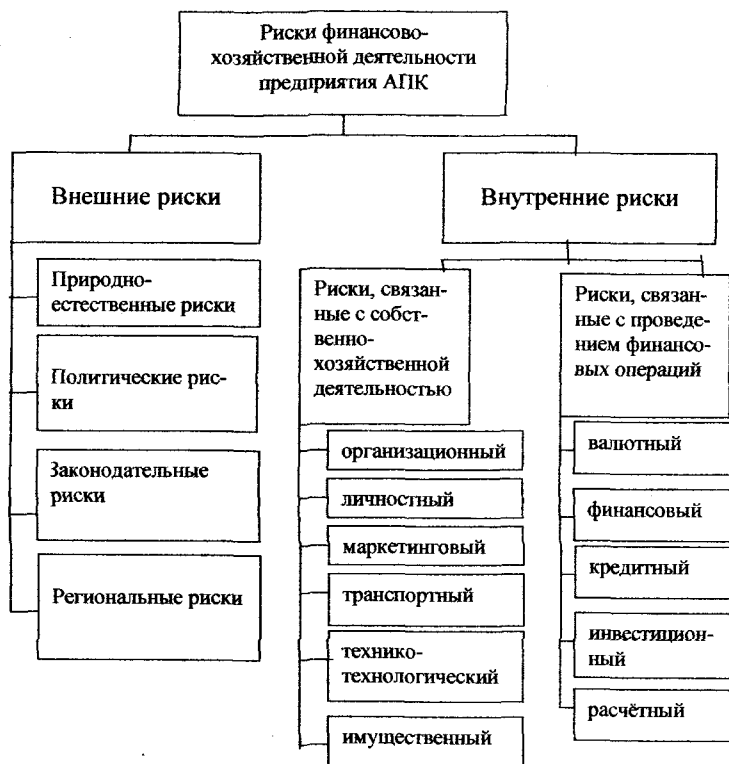 Риски финансово-
хозяйственной деятельности
предприятия АПК
Внешние риски
Внутренние риски
Природно-
естественные риски
Политические рис-
ки
Законодательные
риски
Региональные риски
Риски, связан-
ные с собст-
венно-
хозяйственной
деятельностью
организационный
личностный
маркетинговый
транспортный
технико-
технологический
имущественный
Риски, связан-
ные с проведе-
нием финансо-
вых операций
валютный
финансовый
кредитный
инвестицион-
ный
расчётный